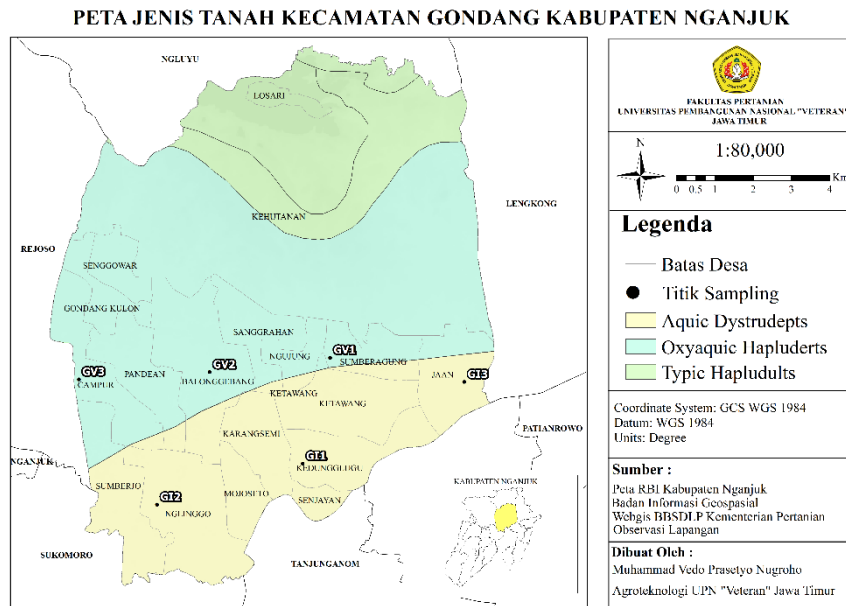 PETA JENIS TANAH KECAMATAN GONDANG KABUPATEN NGANJUK
NGLUYU
LOSARI
LENGKONG
KEHUTANAN
REJOSO
SENGGOWAR
GONDANG KULON
SANGGRAHAN
NGUJUNG
GV1
SUMBERAGUNG
GV3
CAMPUR
PANDEAN
GV2
BALONGGEBANG
JAAN
GI3
KETAWANG
KETAWANG
KARANGSEMI
PATIANROWO
NGANJUK
GI1
KEDUNGGLUGU
SUMBERJO
GI2
NGLINGGO
MOJOSETO
SENJAYAN
KABUPATEN NGANJUK
SUKOMORO
TANJUNGANOM
FAKULTAS PERTANIAN
UNIVERSITAS PEMBANGUNAN NASIONAL "VETERAN"
JAWA TIMUR
N
1:80,000
0 0.5 1 2 3 4
Km
Legenda
Batas Desa
Titik Sampling
Aquic Dystrudepts
Oxyaquic Hapluderts
Typic Hapludults
Coordinate System: GCS WGS 1984
Datum: WGS 1984
Units: Degree
Sumber :
Peta RBI Kabupaten Nganjuk
Badan Informasi Geospasial
Webgis BBSDLP Kementerian Pertanian
Observasi Lapangan
Dibuat Oleh :
Muhammad Vedo Prasetyo Nugroho
Agroteknologi UPN "Veteran" Jawa Timur